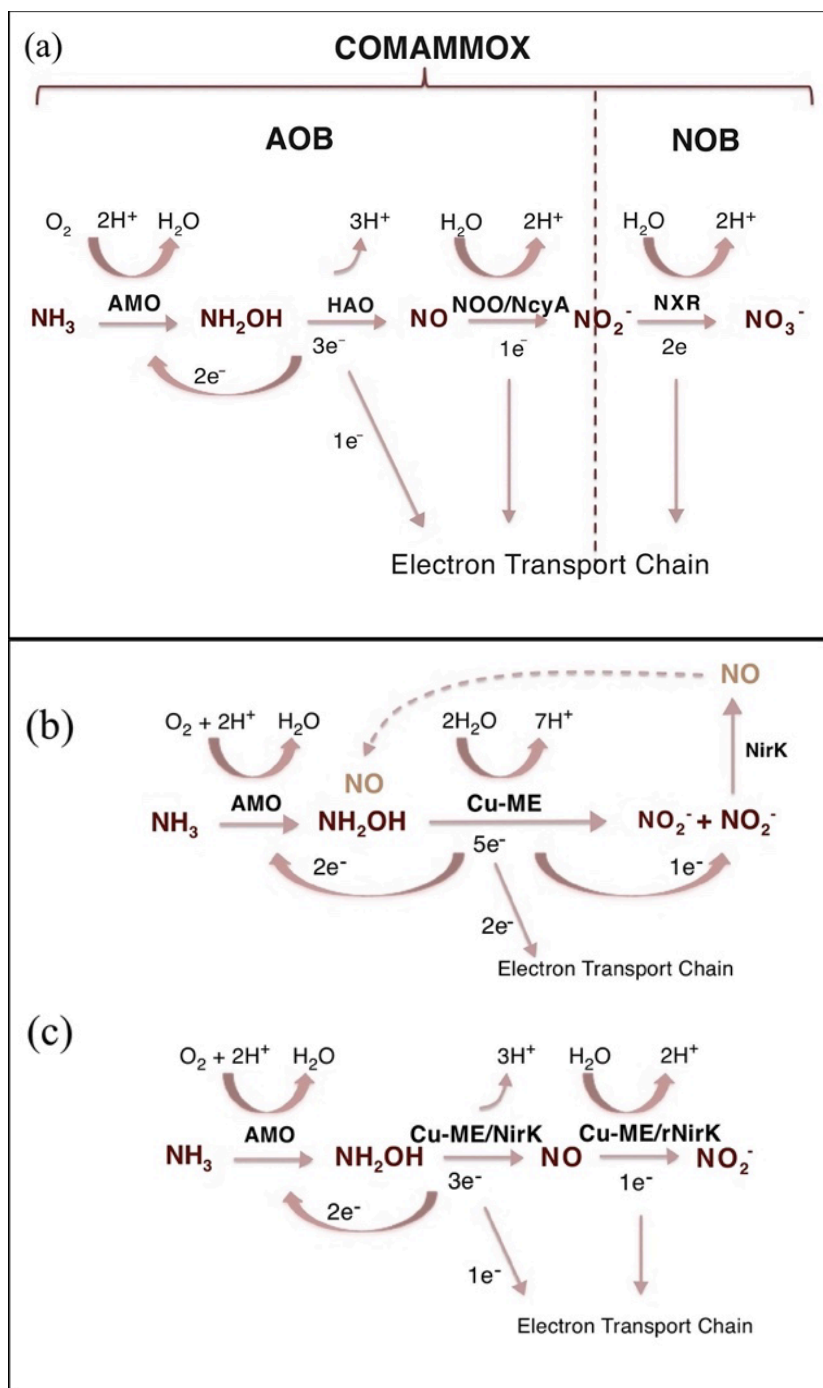 (a)
COMAMMOX
AOB NOB
O₂ 2H⁺ H₂O 3H⁺ H₂O 2H⁺ H₂O 2H⁺
AMO HAO NOO/NcyA NXR
NH₃ NH₂OH NO NO₂⁻ NO₃⁻
2e⁻ 3e⁻ 1e⁻ 2e
1e⁻
Electron Transport Chain
NO
(b) O₂ + 2H⁺ H₂O 2H₂O 7H⁺
NirK
NO
AMO Cu-ME
NH₃ NH₂OH NO₂⁻ + NO₂⁻
2e⁻ 5e⁻ 1e⁻
2e⁻
Electron Transport Chain
(c)
O₂ + 2H⁺ H₂O 3H⁺ H₂O 2H⁺
AMO Cu-ME/NirK Cu-ME/rNirK
NH₃ NH₂OH NO NO₂⁻
2e⁻ 3e⁻ 1e⁻
1e⁻
Electron Transport Chain